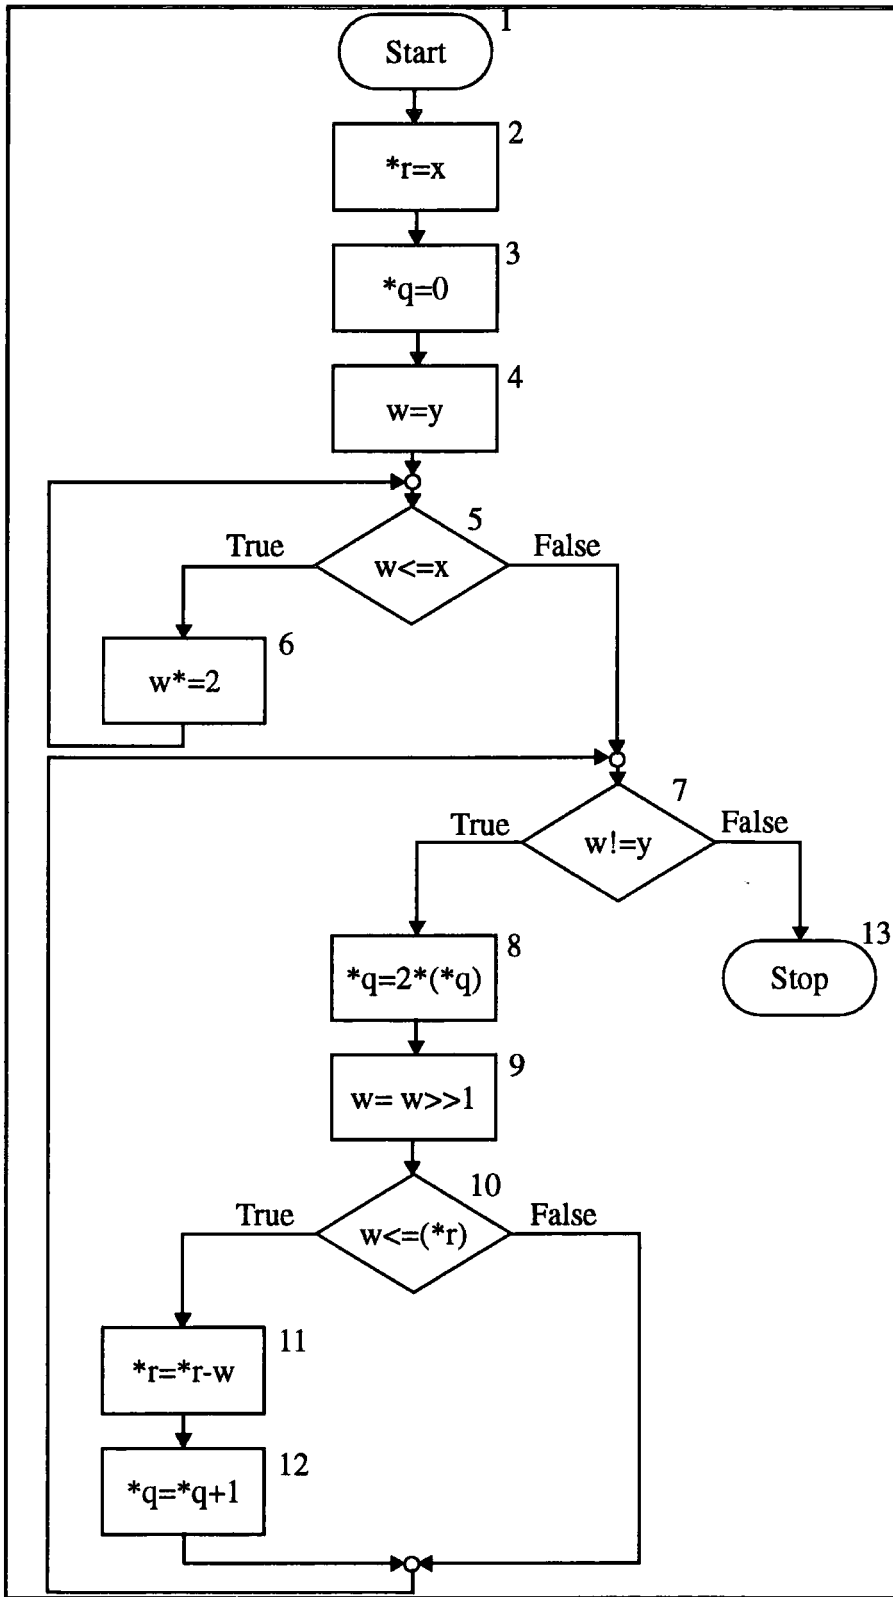 1
Start
2
*r=x
3
*q=0
4
w=y
5
True
False
w<=x
6
w*=2
7
True
False
w!=y
8
13
*q=2*(*q)
Stop
9
w= w>>1
10
True
False
w<=(*r)
11
*r=*r-w
12
*q=*q+1